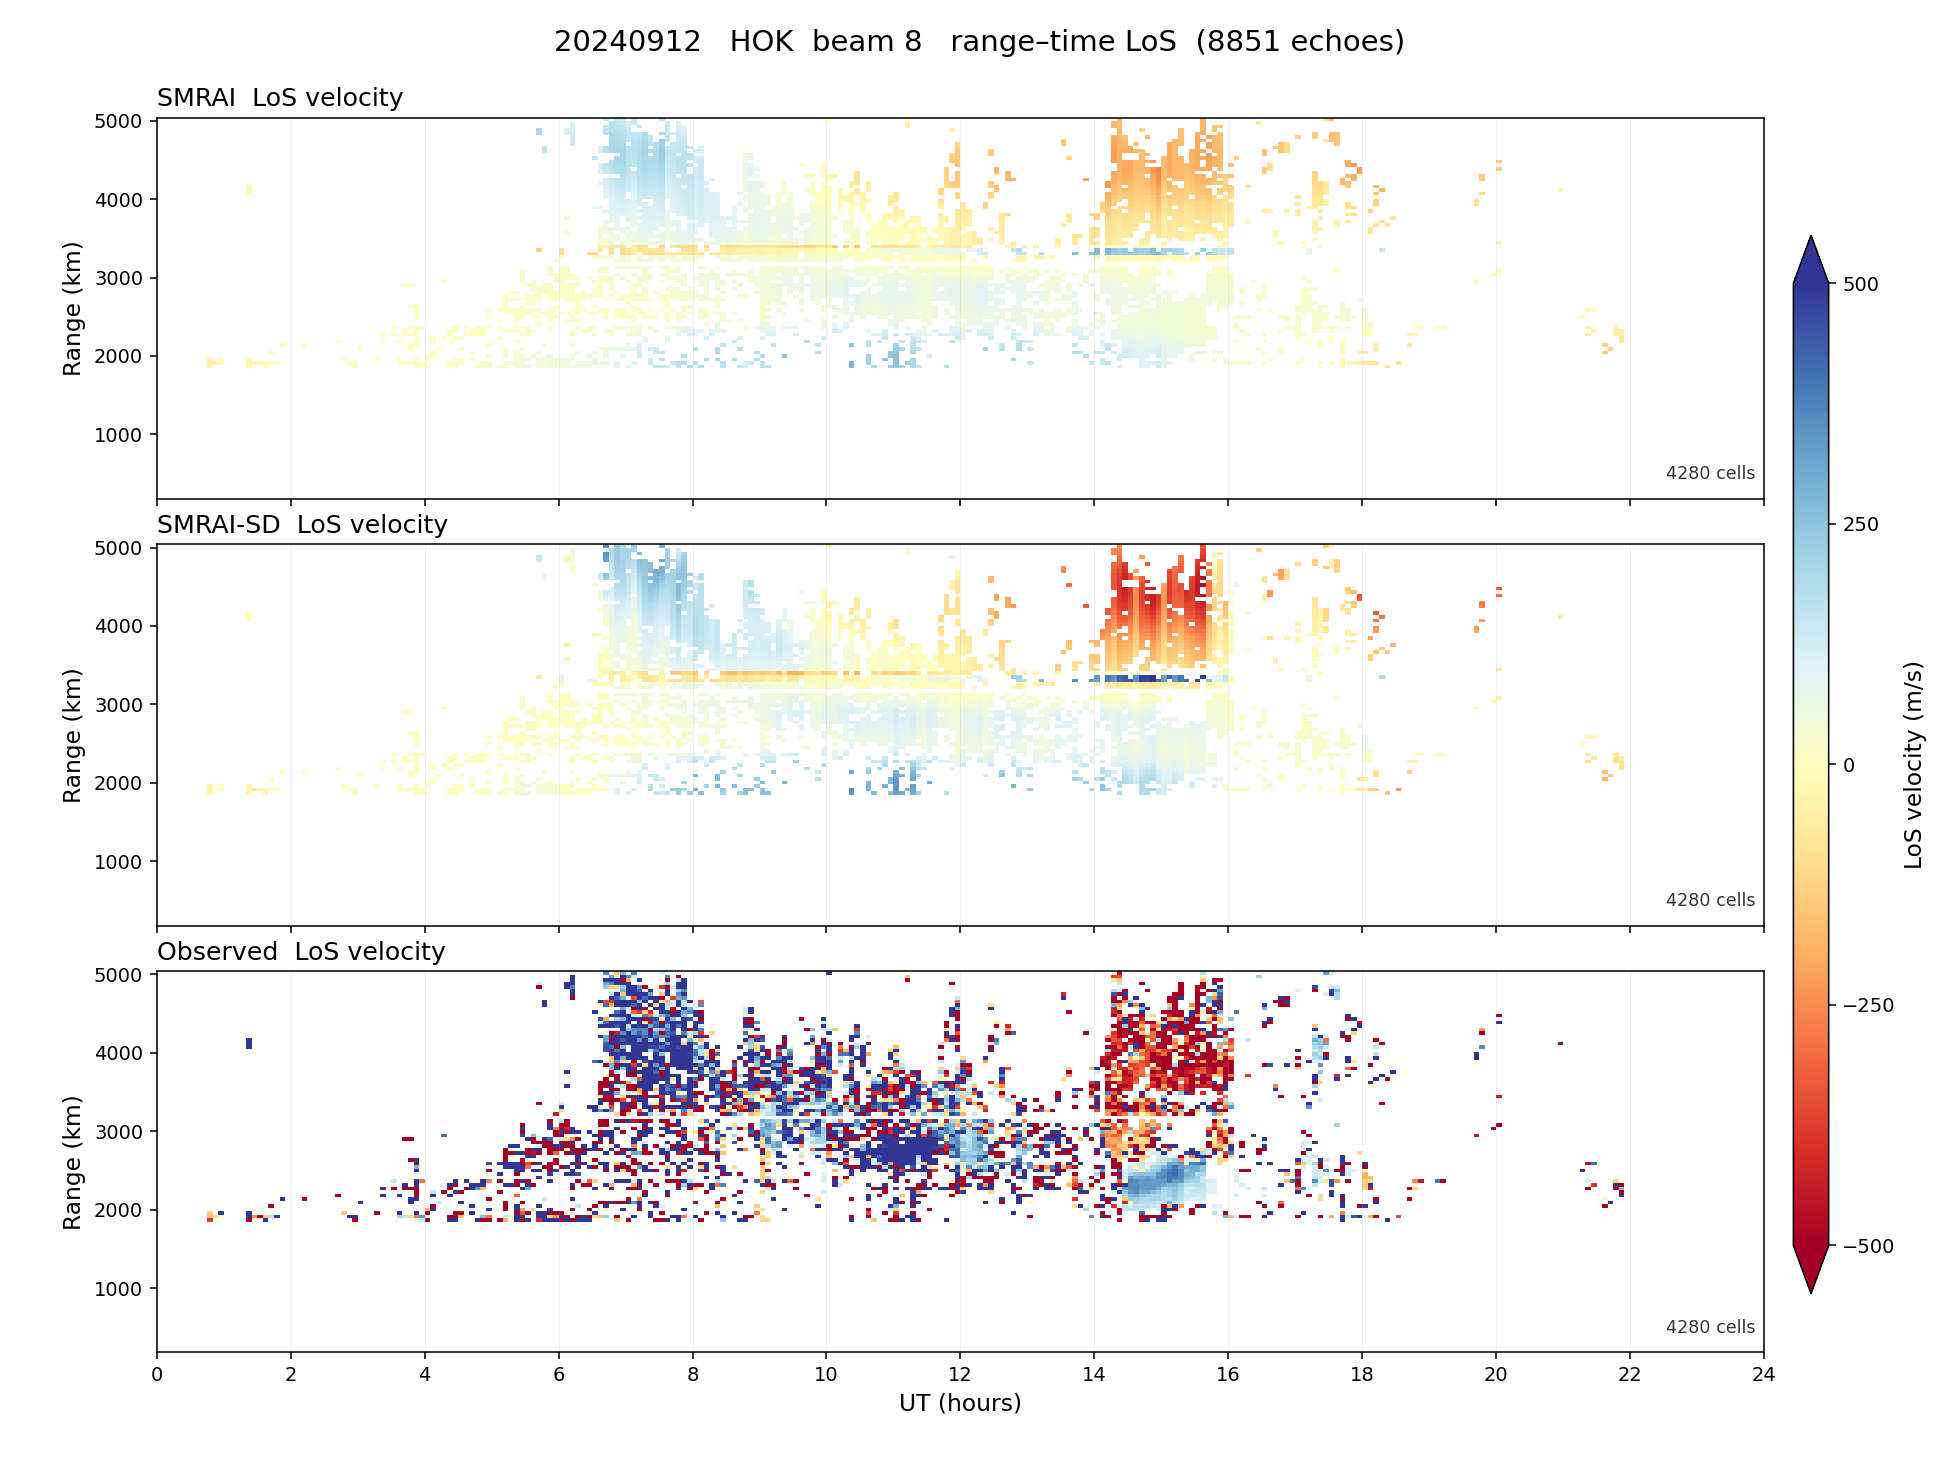 20240912 HOK beam 8 range–time LoS (8851 echoes)
SMRAI LoS velocity
5000
4000
3000
2000
1000
Range (km)
4280 cells
SMRAI-SD LoS velocity
5000
4000
3000
2000
1000
Range (km)
4280 cells
Observed LoS velocity
5000
4000
3000
2000
1000
Range (km)
4280 cells
0 2 4 6 8 10 12 14 16 18 20 22 24
UT (hours)
500
250
0
−250
−500
LoS velocity (m/s)